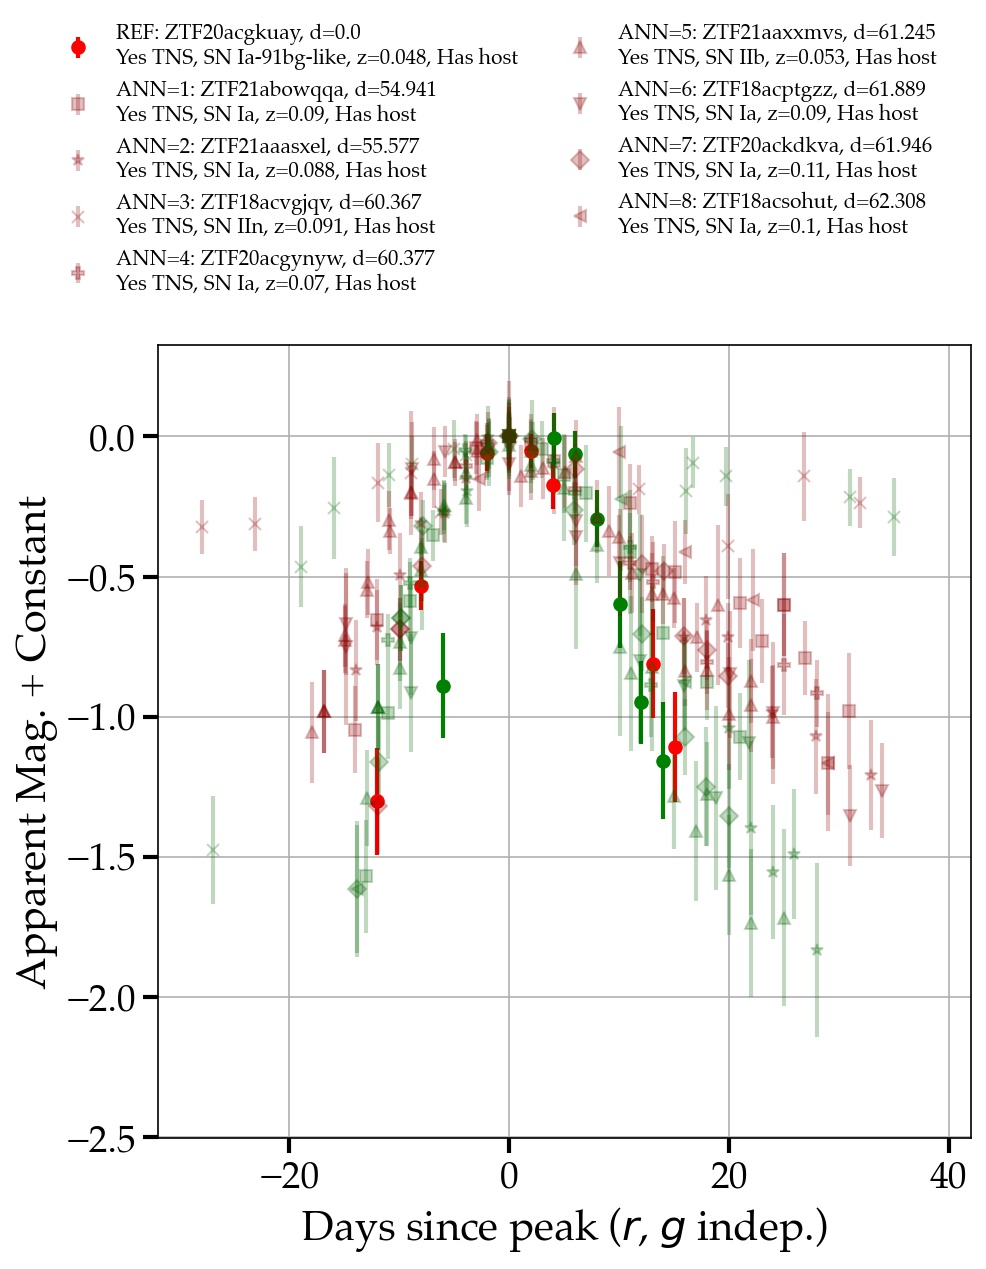 REF: ZTF20acgkuay, d=0.0
Yes TNS, SN Ia-91bg-like, z=0.048, Has host
ANN=1: ZTF21abowqqa, d=54.941
Yes TNS, SN Ia, z=0.09, Has host
ANN=2: ZTF21aaasxel, d=55.577
Yes TNS, SN Ia, z=0.088, Has host
ANN=3: ZTF18acvgjqv, d=60.367
Yes TNS, SN IIn, z=0.091, Has host
ANN=4: ZTF20acgynyw, d=60.377
Yes TNS, SN Ia, z=0.07, Has host
ANN=5: ZTF21aaxxmvs, d=61.245
Yes TNS, SN IIb, z=0.053, Has host
ANN=6: ZTF18acptgzz, d=61.889
Yes TNS, SN Ia, z=0.09, Has host
ANN=7: ZTF20ackdkva, d=61.946
Yes TNS, SN Ia, z=0.11, Has host
ANN=8: ZTF18acsohut, d=62.308
Yes TNS, SN Ia, z=0.1, Has host
Apparent Mag. + Constant
0.0
−0.5
−1.0
−1.5
−2.0
−2.5
−20
0
20
40
Days since peak (r, g indep.)